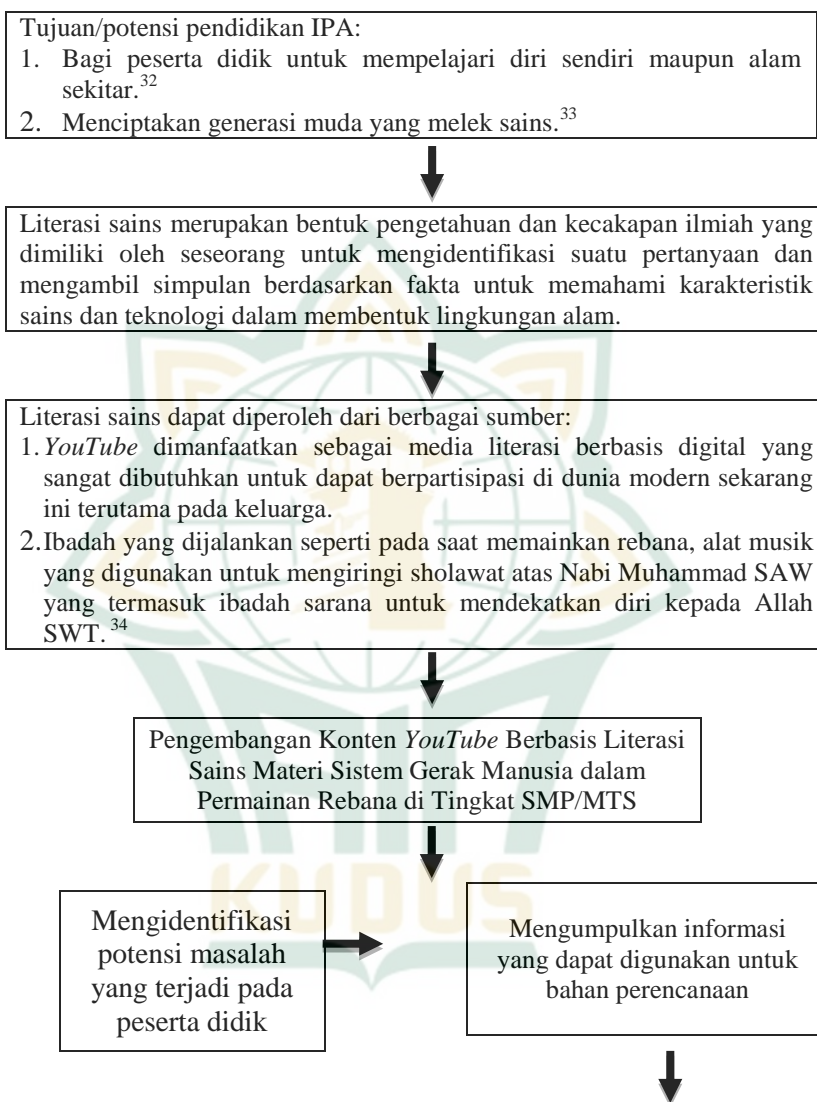 Tujuan/potensi pendidikan IPA:
1. Bagi peserta didik untuk mempelajari diri sendiri maupun alam
sekitar.32
2. Menciptakan generasi muda yang melek sains.33
Literasi sains merupakan bentuk pengetahuan dan kecakapan ilmiah yang
dimiliki oleh seseorang untuk mengidentifikasi suatu pertanyaan dan
mengambil simpulan berdasarkan fakta untuk memahami karakteristik
sains dan teknologi dalam membentuk lingkungan alam.
Literasi sains dapat diperoleh dari berbagai sumber:
1. YouTube dimanfaatkan sebagai media literasi berbasis digital yang
sangat dibutuhkan untuk dapat berpartisipasi di dunia modern sekarang
ini terutama pada keluarga.
2. Ibadah yang dijalankan seperti pada saat memainkan rebana, alat musik
yang digunakan untuk mengiringi sholawat atas Nabi Muhammad SAW
yang termasuk ibadah sarana untuk mendekatkan diri kepada Allah
SWT. 34
Pengembangan Konten YouTube Berbasis Literasi
Sains Materi Sistem Gerak Manusia dalam
Permainan Rebana di Tingkat SMP/MTS
KUDUS
Mengidentifikasi
potensi masalah
yang terjadi pada
peserta didik
Mengumpulkan informasi
yang dapat digunakan untuk
bahan perencanaan